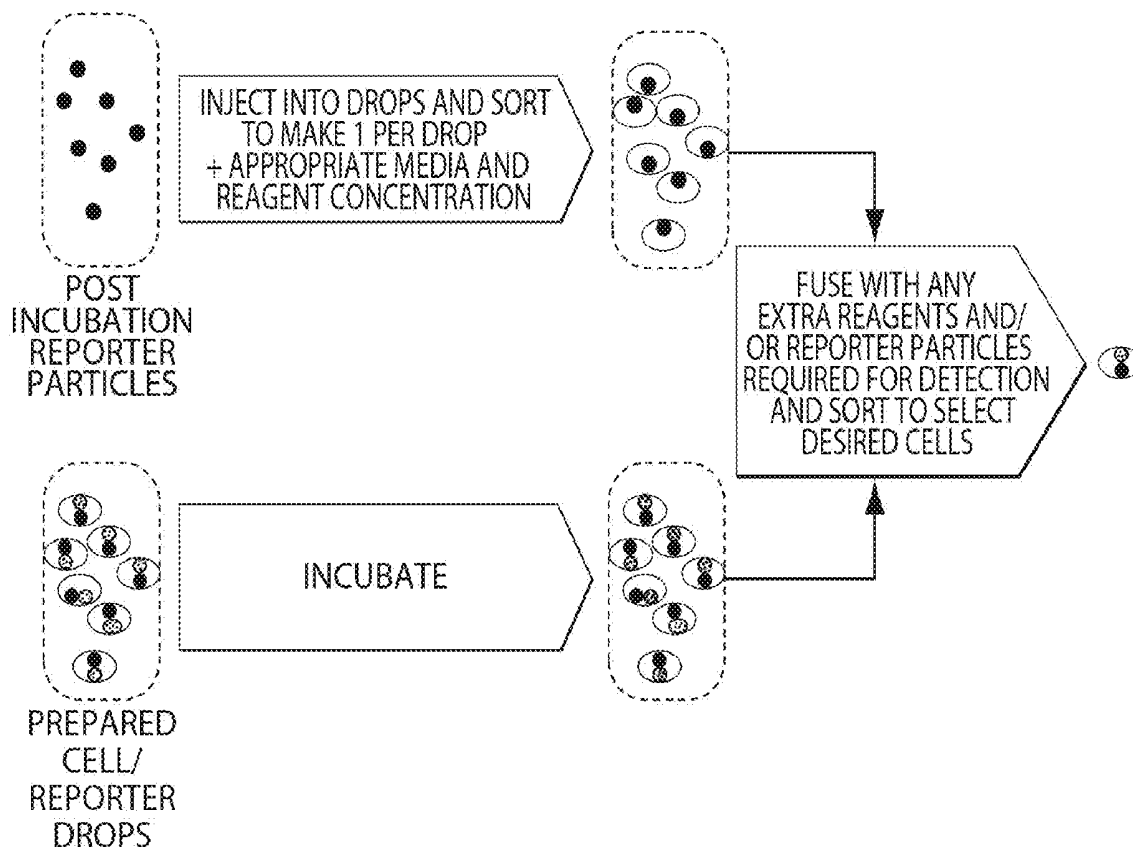 INJECT INTO DROPS AND SORT
TO MAKE 1 PER DROP
+ APPROPRIATE MEDIA AND
REAGENT CONCENTRATION
POST
INCUBATION
REPORTER
PARTICLES
FUSE WITH ANY
EXTRA REAGENTS AND/
OR REPORTER PARTICLES
REQUIRED FOR DETECTION
AND SORT TO SELECT
DESIRED CELLS
INCUBATE
PREPARED
CELL/
REPORTER
DROPS